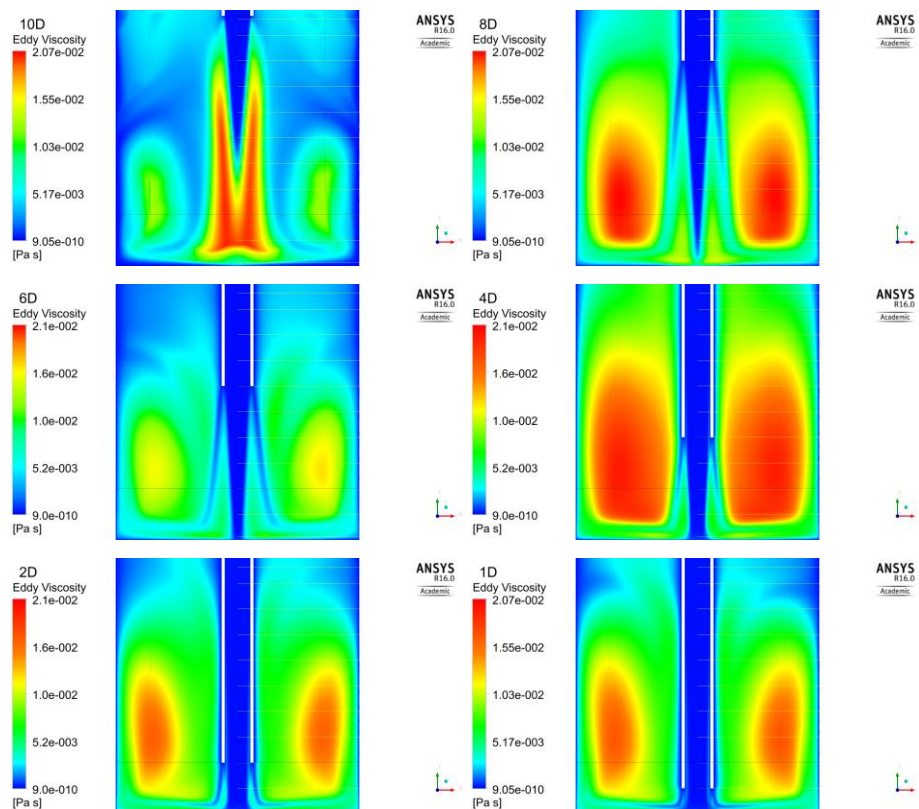 10D
Eddy Viscosity
2.07e-002
1.55e-002
1.03e-002
5.17e-003
9.05e-010
[Pa s]
ANSYS
R16.0
Academic
8D
Eddy Viscosity
2.07e-002
1.55e-002
1.03e-002
5.17e-003
9.05e-010
[Pa s]
ANSYS
R16.0
Academic
6D
Eddy Viscosity
2.1e-002
1.6e-002
1.0e-002
5.2e-003
9.0e-010
[Pa s]
ANSYS
R16.0
Academic
4D
Eddy Viscosity
2.1e-002
1.6e-002
1.0e-002
5.2e-003
9.0e-010
[Pa s]
ANSYS
R16.0
Academic
2D
Eddy Viscosity
2.1e-002
1.6e-002
1.0e-002
5.2e-003
9.0e-010
[Pa s]
ANSYS
R16.0
Academic
1D
Eddy Viscosity
2.07e-002
1.55e-002
1.03e-002
5.17e-003
9.05e-010
[Pa s]
ANSYS
R16.0
Academic